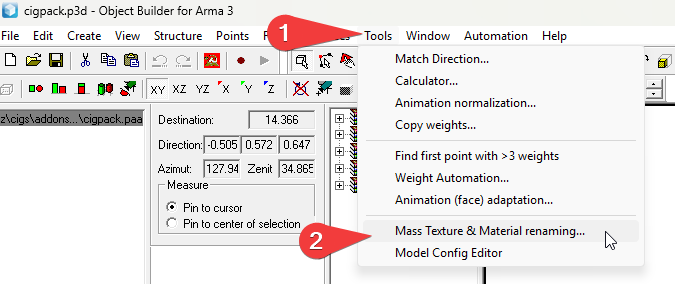 cigpack.p3d - Object Builder for Arma 3
File Edit Create Structure Points Tools Window Automation Help
1
XY XZ YZ
z\cigs\addons...\cigpack.paa
Destination: 14.366
Direction: -0.505 0.572 0.647
Azimut: 127.94 Zenit 34.865
Measure
Pin to cursor
Pin to center of selection
Match Direction...
Calculator...
Animation normalization...
Copy weights...
Find first point with >3 weights
Weight Automation...
Animation (face) adaptation...
2
Mass Texture & Material renaming...
Model Config Editor